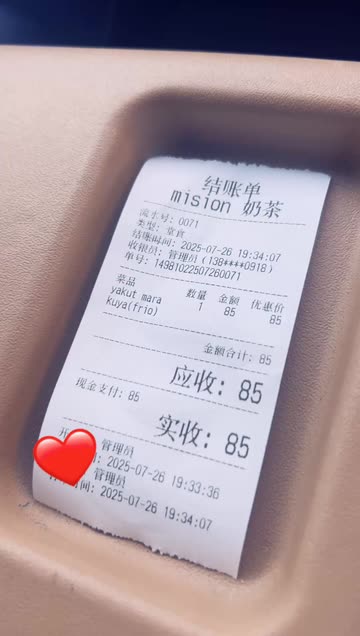 结账单
mision 奶茶
流水号: 0071
类型: 堂食
结账时间: 2025-07-26 19:34:07
收银员: 管理员 (138****0918)
单号: 14981022507260071
菜品 数量 金额 优惠价
yakut mara 1 85 85
kuya(frio)
金额合计: 85
应收: 85
现金支付: 85
实收: 85
管理员
2025-07-26 19:33:36
管理员
时间: 2025-07-26 19:34:07